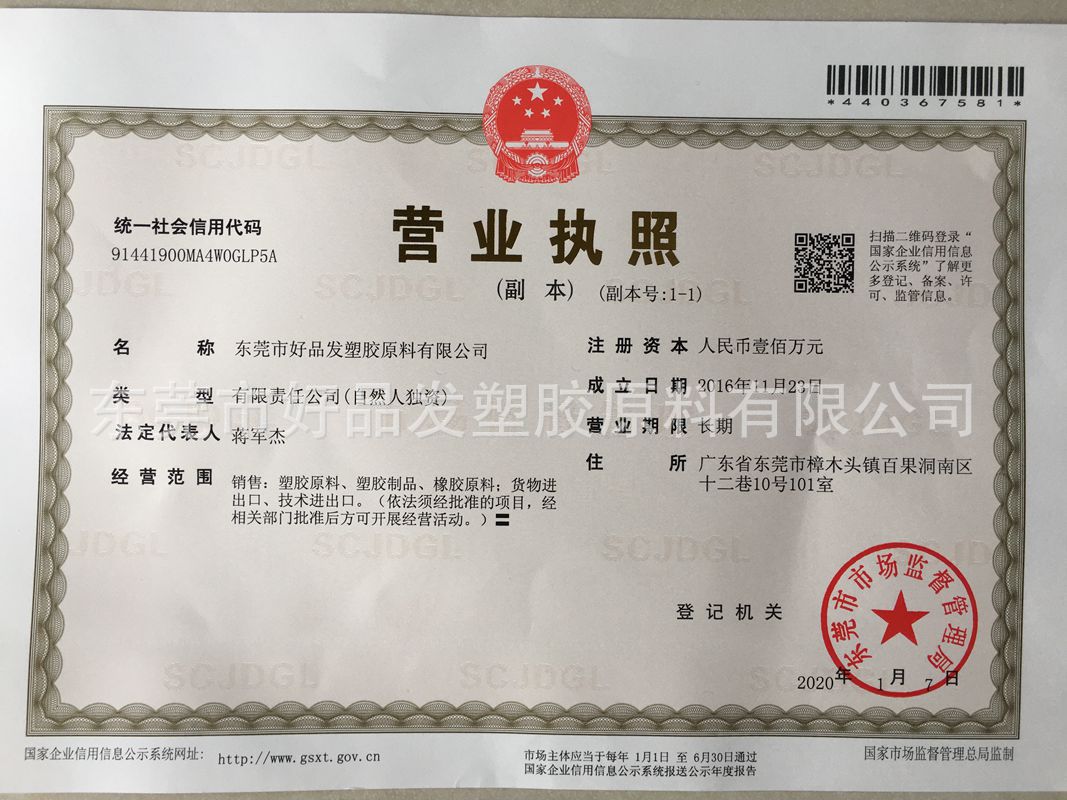 *440367581*
统一社会信用代码
91441900MA4W0GLP5A
营业执照
(副 本) (副本号:1-1)
扫描二维码登录“
国家企业信用信息
公示系统”了解更
多登记、备案、许
可、监管信息。
名 称 东莞市好品发塑胶原料有限公司
类 型 有限责任公司(自然人独资)
法定代表人 蒋军杰
经营范围 销售：塑胶原料、塑胶制品、橡胶原料；货物进
出口、技术进出口。（依法须经批准的项目，经
相关部门批准后方可开展经营活动。）〓
注册资本 人民币壹佰万元
成立日期 2016年11月23日
营业期限 长期
住 所 广东省东莞市樟木头镇百果洞南区
十二巷10号101室
东莞市好品发塑胶原料有限公司
SCJDGL
SCJDGL
SCJDGL
SCJDGL
SCJDGL
SCJDGL
登记机关
东莞市市场监督管理局
2020年 1月 7日
国家企业信用信息公示系统网址： http://www.gsxt.gov.cn
市场主体应当于每年 1月1日 至 6月30日通过
国家企业信用信息公示系统报送公示年度报告
国家市场监督管理总局监制